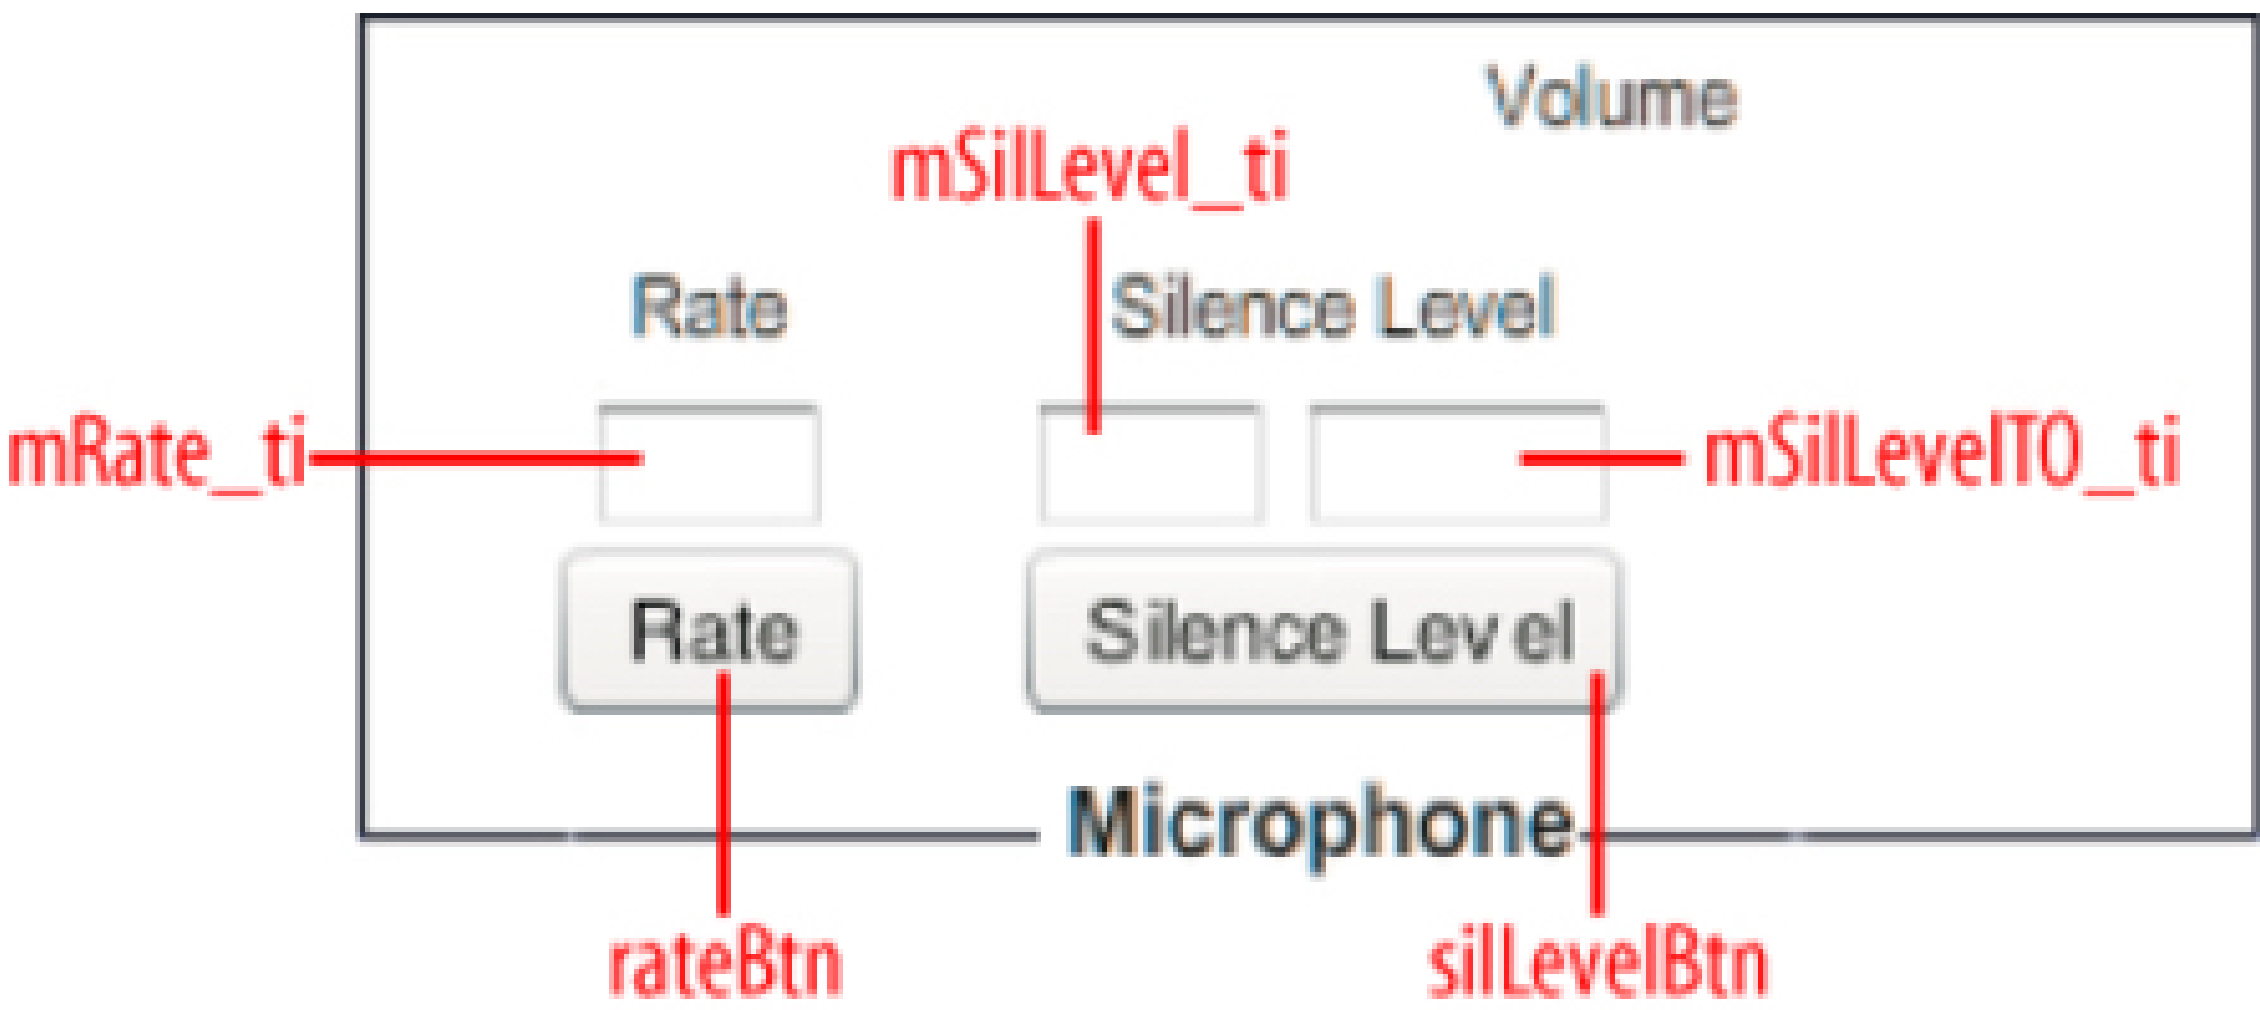 Volume
mSilLevel_ti
Rate
Silence Level
mRate_ti
mSilLevelTO_ti
Rate
Silence Level
Microphone
rateBtn
silLevelBtn